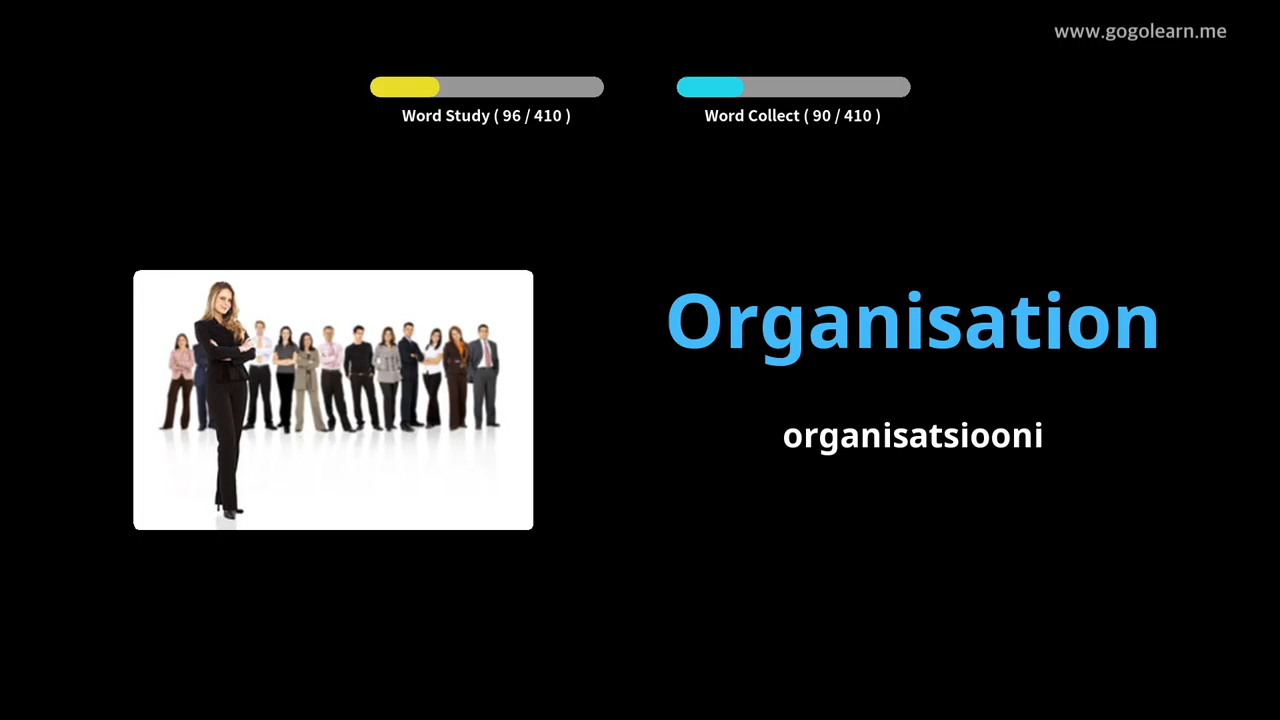 www.gogolearn.me
Word Study ( 96 / 410 )
Word Collect ( 90 / 410 )
Organisation
organisatsiooni